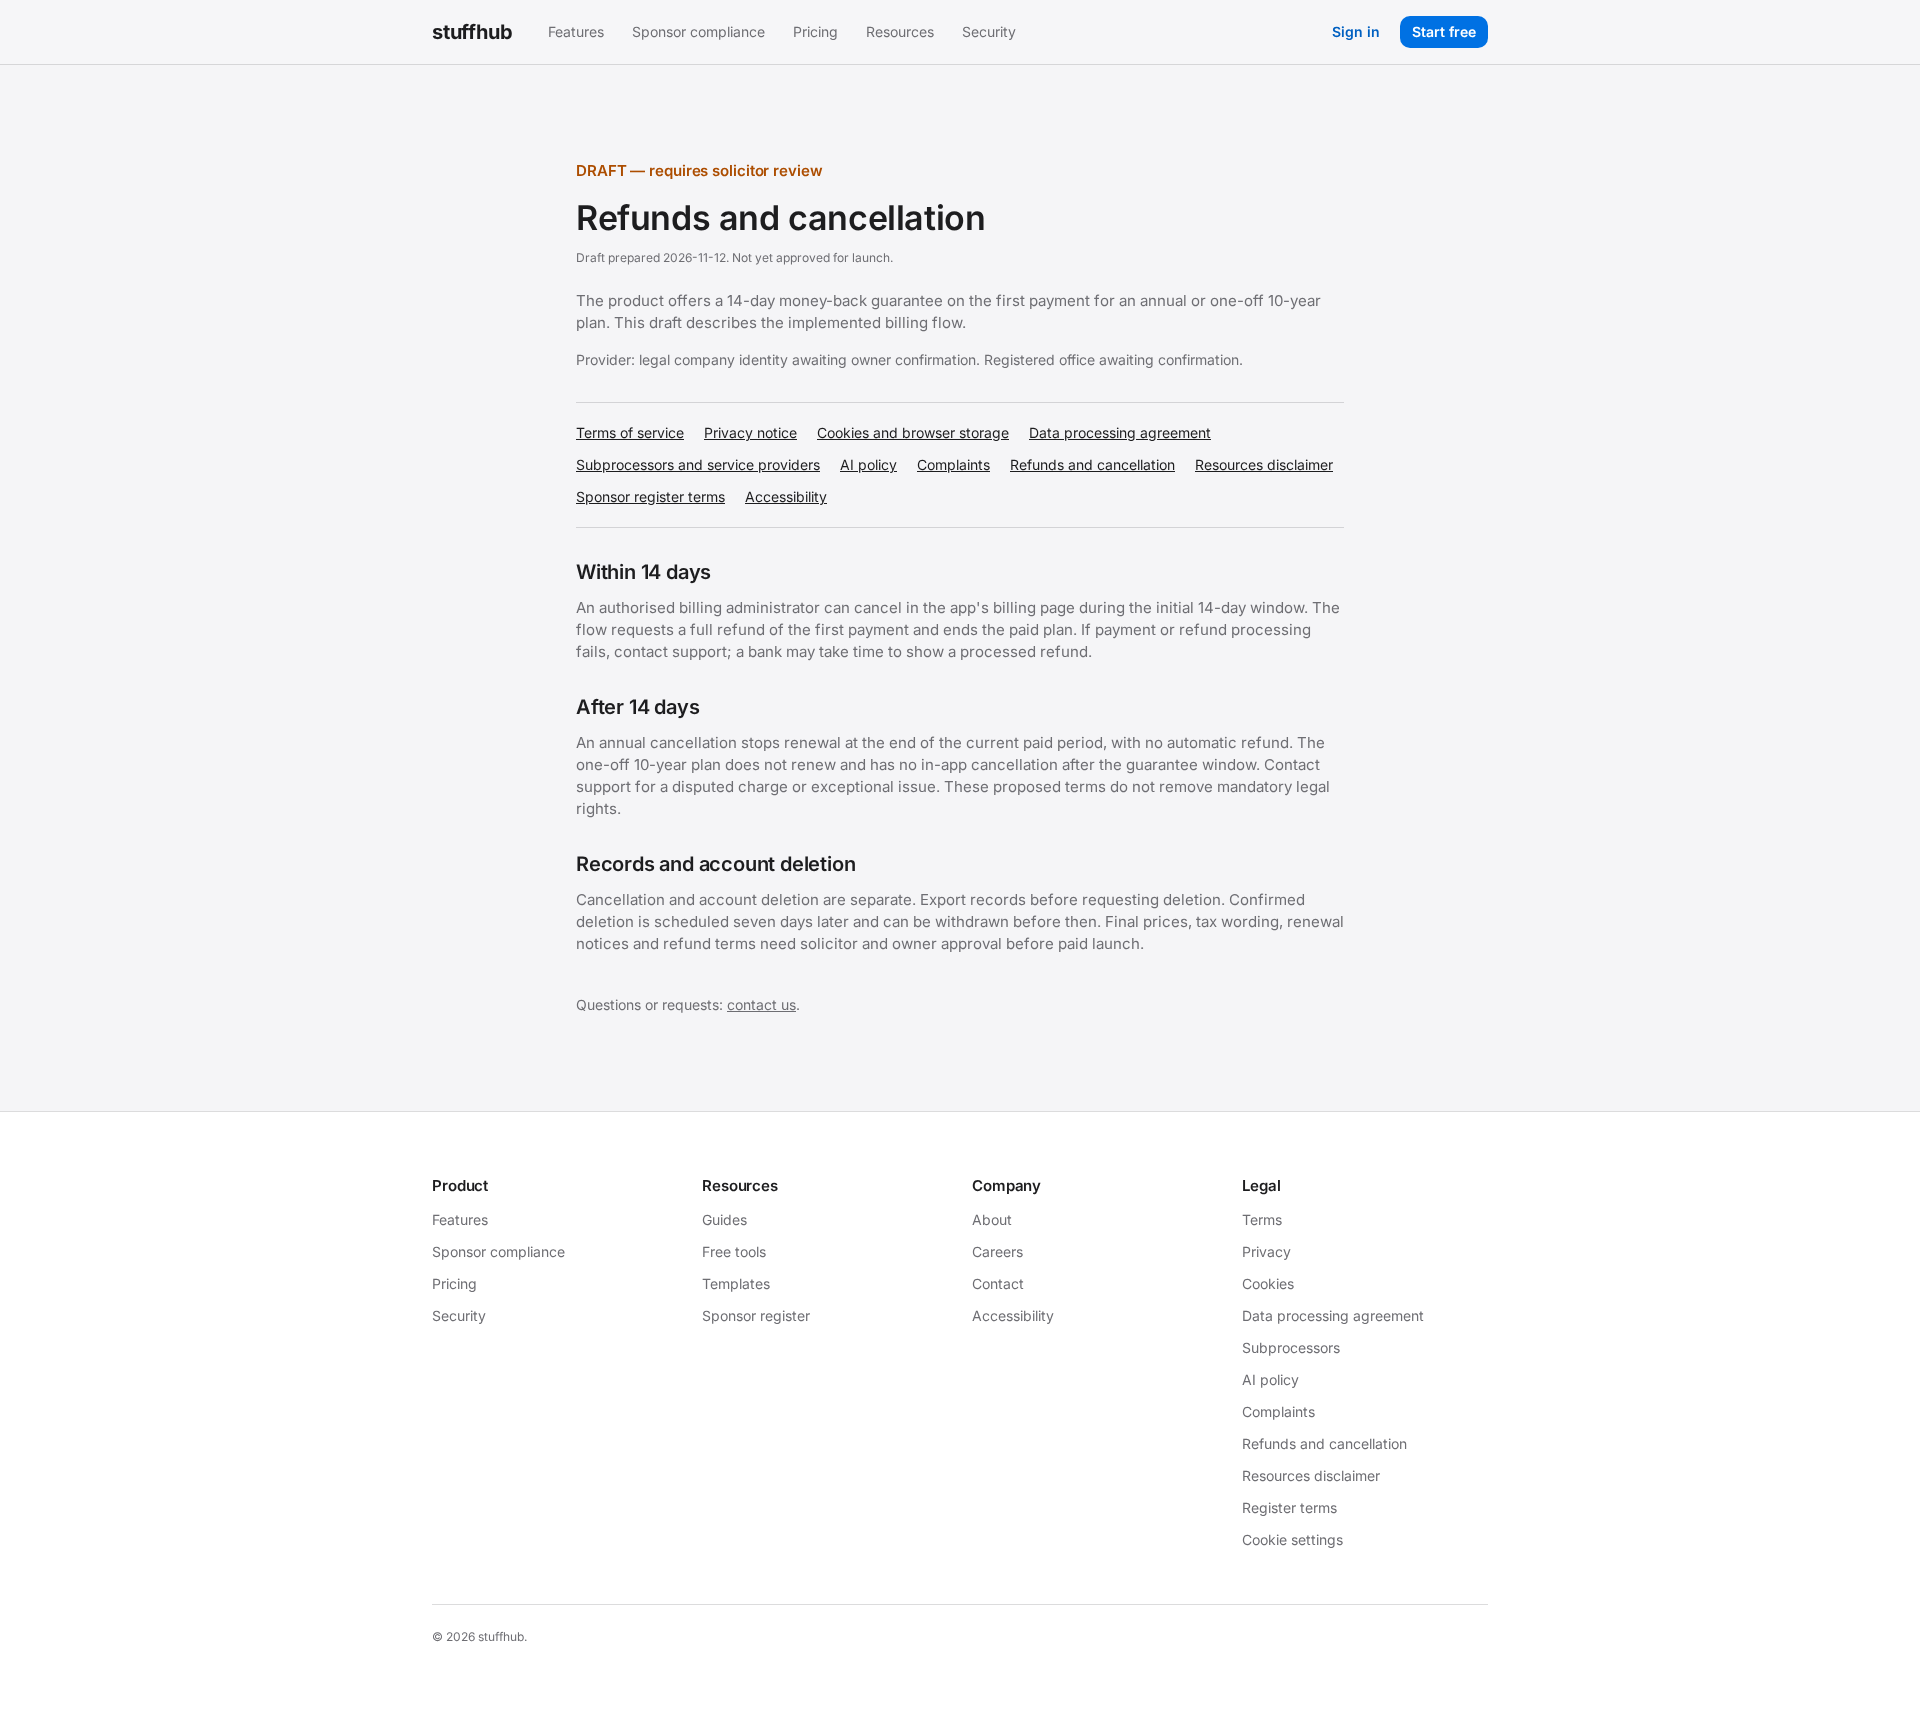 stuffhub Features Sponsor compliance Pricing Resources Security Sign in Start free
DRAFT — requires solicitor review
Refunds and cancellation
Draft prepared 2026-11-12. Not yet approved for launch.
The product offers a 14-day money-back guarantee on the first payment for an annual or one-off 10-year
plan. This draft describes the implemented billing flow.
Provider: legal company identity awaiting owner confirmation. Registered office awaiting confirmation.
Terms of service Privacy notice Cookies and browser storage Data processing agreement
Subprocessors and service providers AI policy Complaints Refunds and cancellation Resources disclaimer
Sponsor register terms Accessibility
Within 14 days
An authorised billing administrator can cancel in the app's billing page during the initial 14-day window. The
flow requests a full refund of the first payment and ends the paid plan. If payment or refund processing
fails, contact support; a bank may take time to show a processed refund.
After 14 days
An annual cancellation stops renewal at the end of the current paid period, with no automatic refund. The
one-off 10-year plan does not renew and has no in-app cancellation after the guarantee window. Contact
support for a disputed charge or exceptional issue. These proposed terms do not remove mandatory legal
rights.
Records and account deletion
Cancellation and account deletion are separate. Export records before requesting deletion. Confirmed
deletion is scheduled seven days later and can be withdrawn before then. Final prices, tax wording, renewal
notices and refund terms need solicitor and owner approval before paid launch.
Questions or requests: contact us.
Product
Features
Sponsor compliance
Pricing
Security
Resources
Guides
Free tools
Templates
Sponsor register
Company
About
Careers
Contact
Accessibility
Legal
Terms
Privacy
Cookies
Data processing agreement
Subprocessors
AI policy
Complaints
Refunds and cancellation
Resources disclaimer
Register terms
Cookie settings
© 2026 stuffhub.